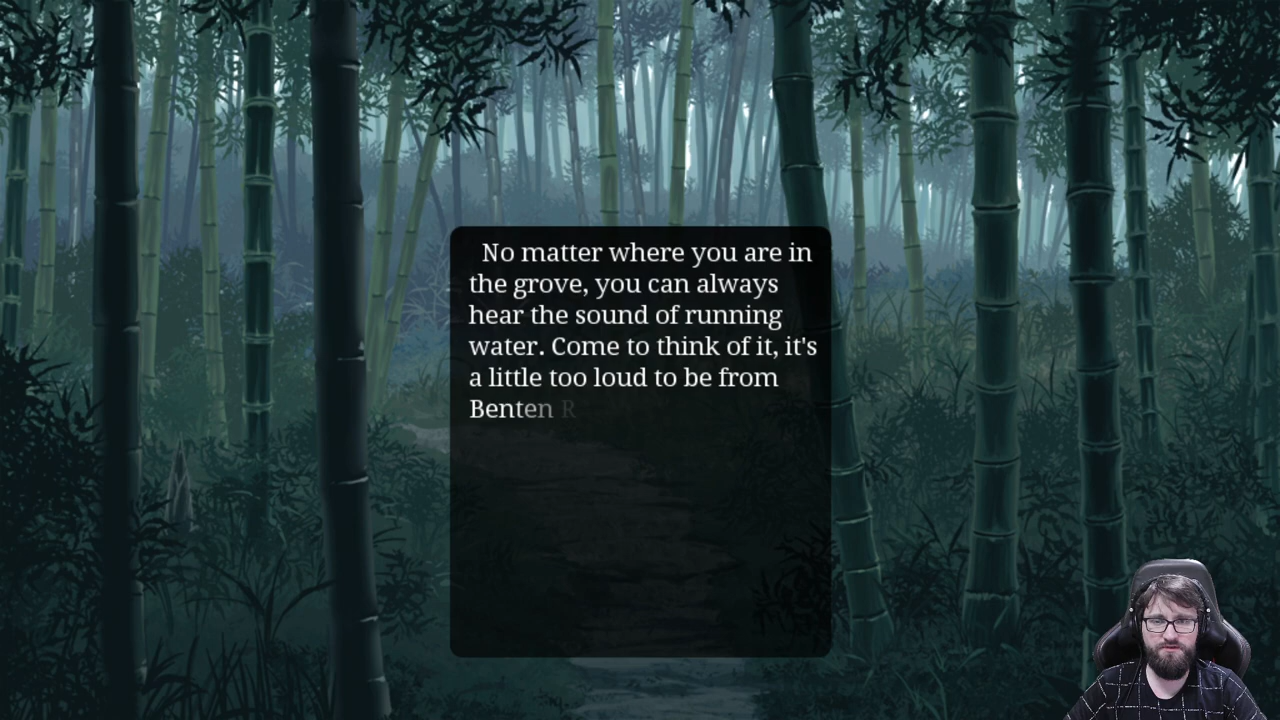 No matter where you are in
the grove, you can always
hear the sound of running
water. Come to think of it, it's
a little too loud to be from
Benten R